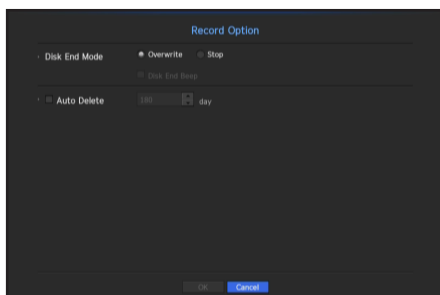 Record Option
Disk End Mode Overwrite Stop
Disk End Beep
Auto Delete 180 day
OK Cancel